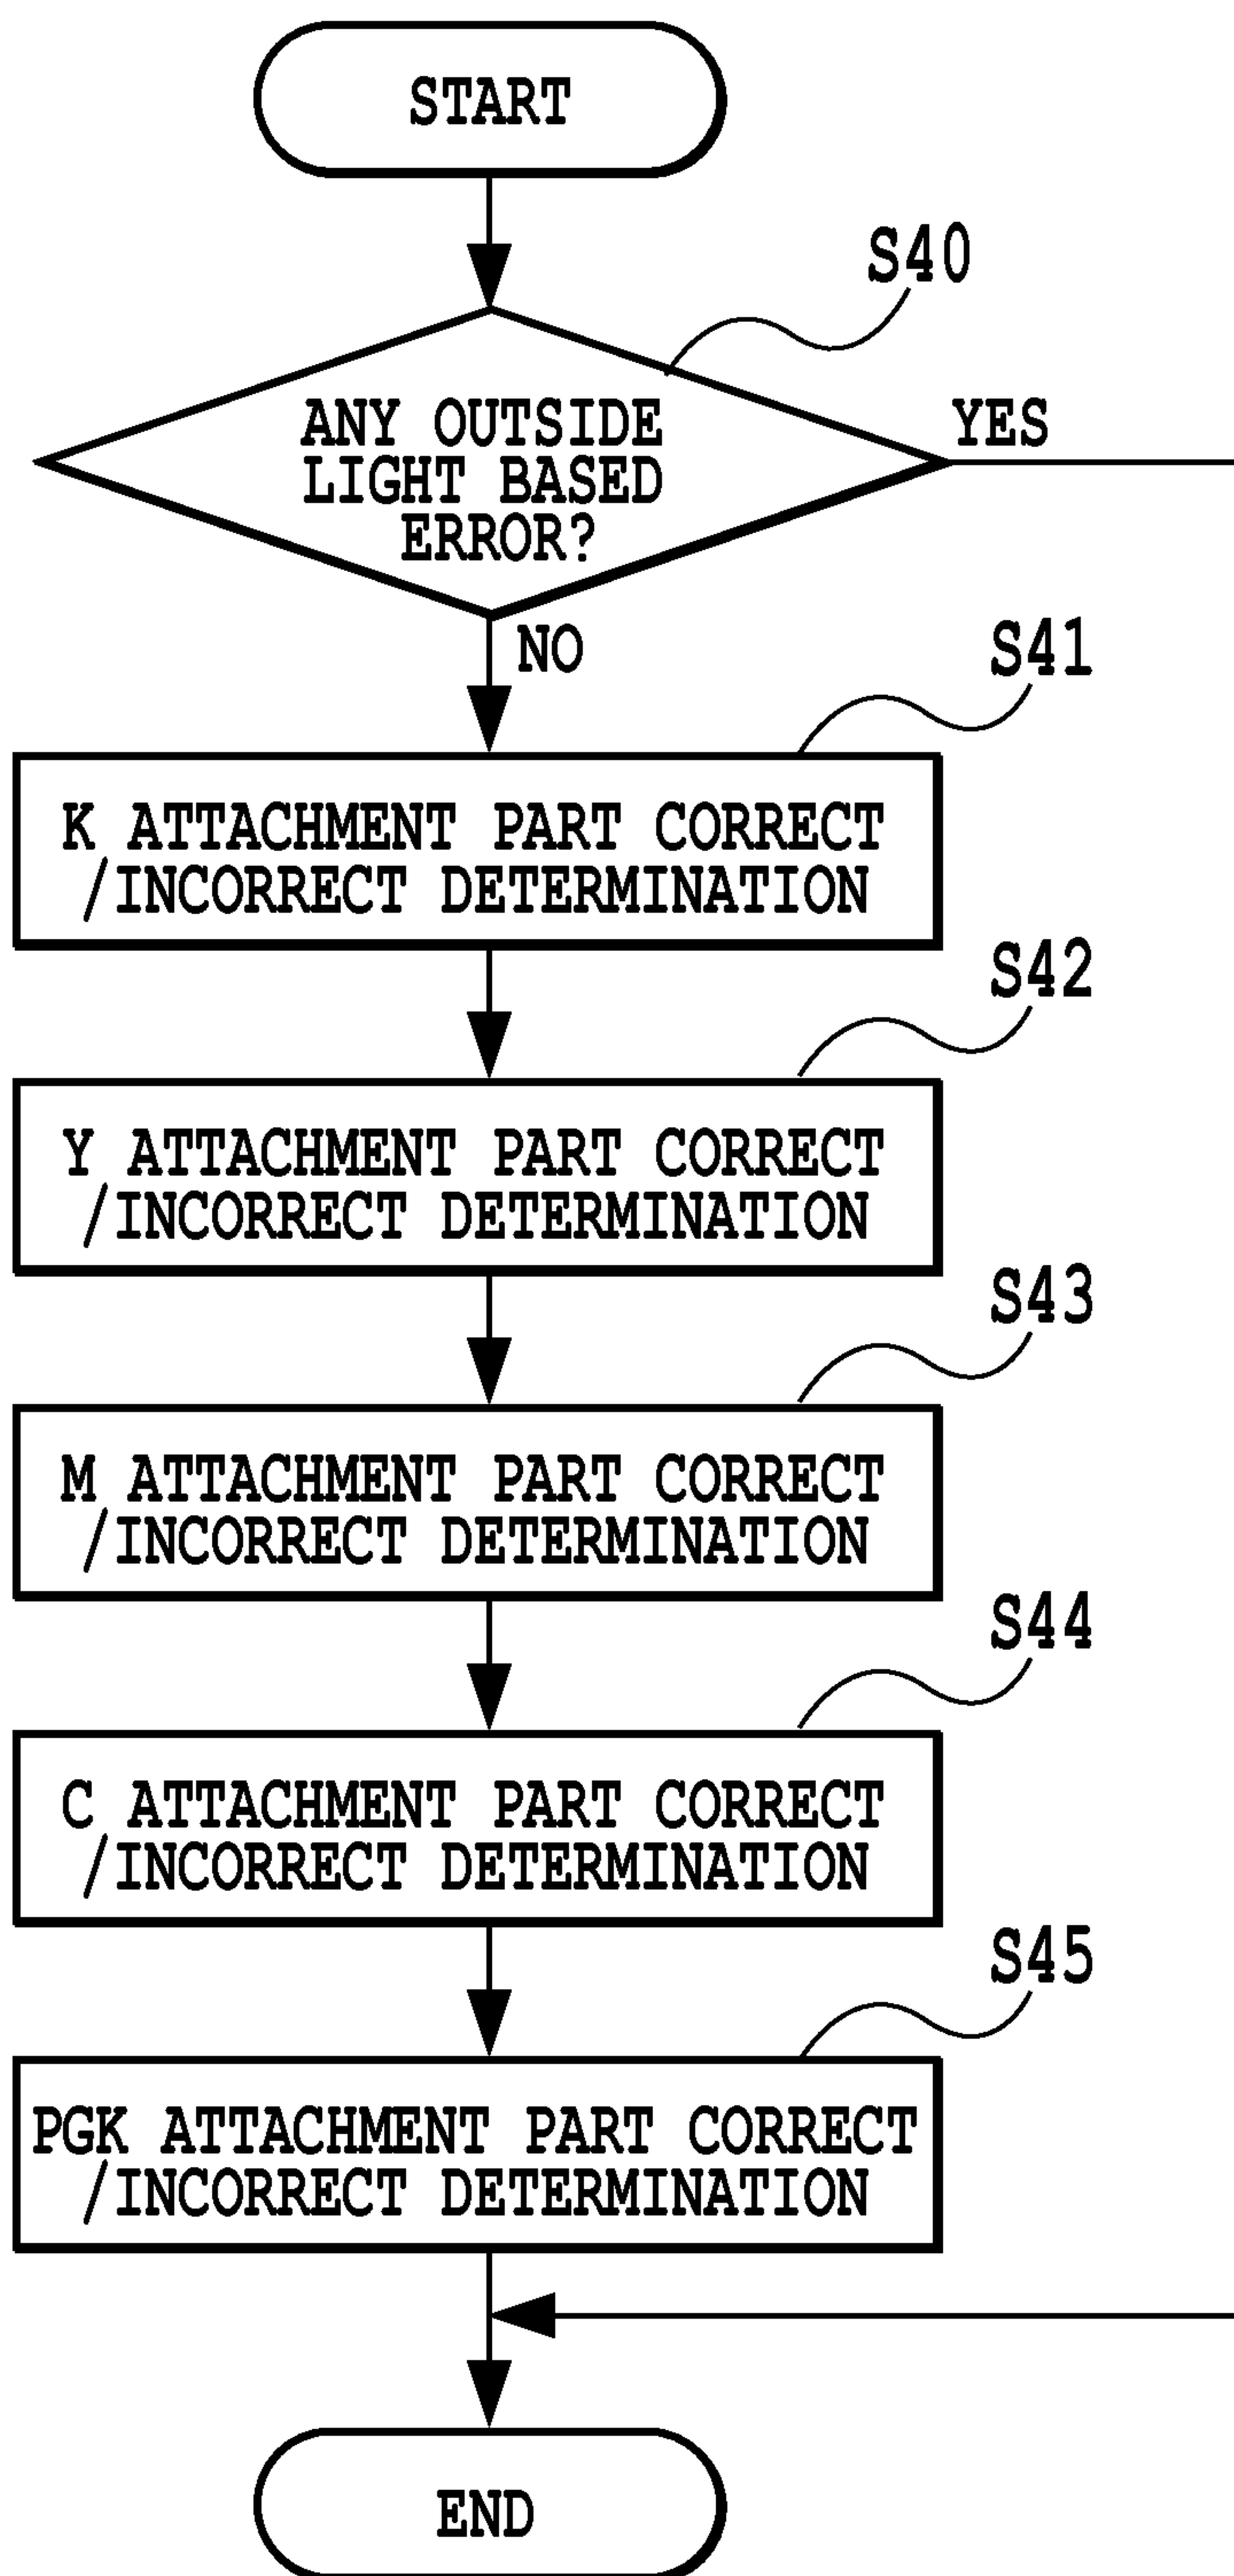 START
S40
ANY OUTSIDE
LIGHT BASED
ERROR?
YES
NO
S41
K ATTACHMENT PART CORRECT
/INCORRECT DETERMINATION
S42
Y ATTACHMENT PART CORRECT
/INCORRECT DETERMINATION
S43
M ATTACHMENT PART CORRECT
/INCORRECT DETERMINATION
S44
C ATTACHMENT PART CORRECT
/INCORRECT DETERMINATION
S45
PGK ATTACHMENT PART CORRECT
/INCORRECT DETERMINATION
END